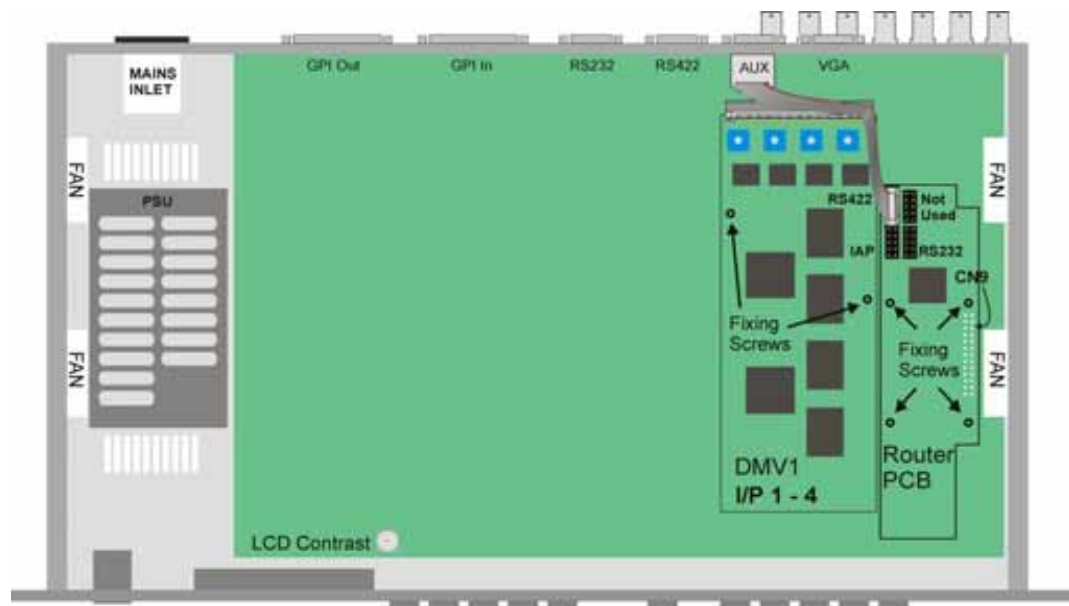 MAINS
INLET
GPI Out
GPI In
RS232
RS422
AUX
VGA
FAN
FAN
PSU
RS422
Not
Used
IAP
RS232
CN9
Fixing
Screws
Fixing
Screws
FAN
FAN
Router
PCB
DMV1
I/P 1 - 4
LCD Contrast